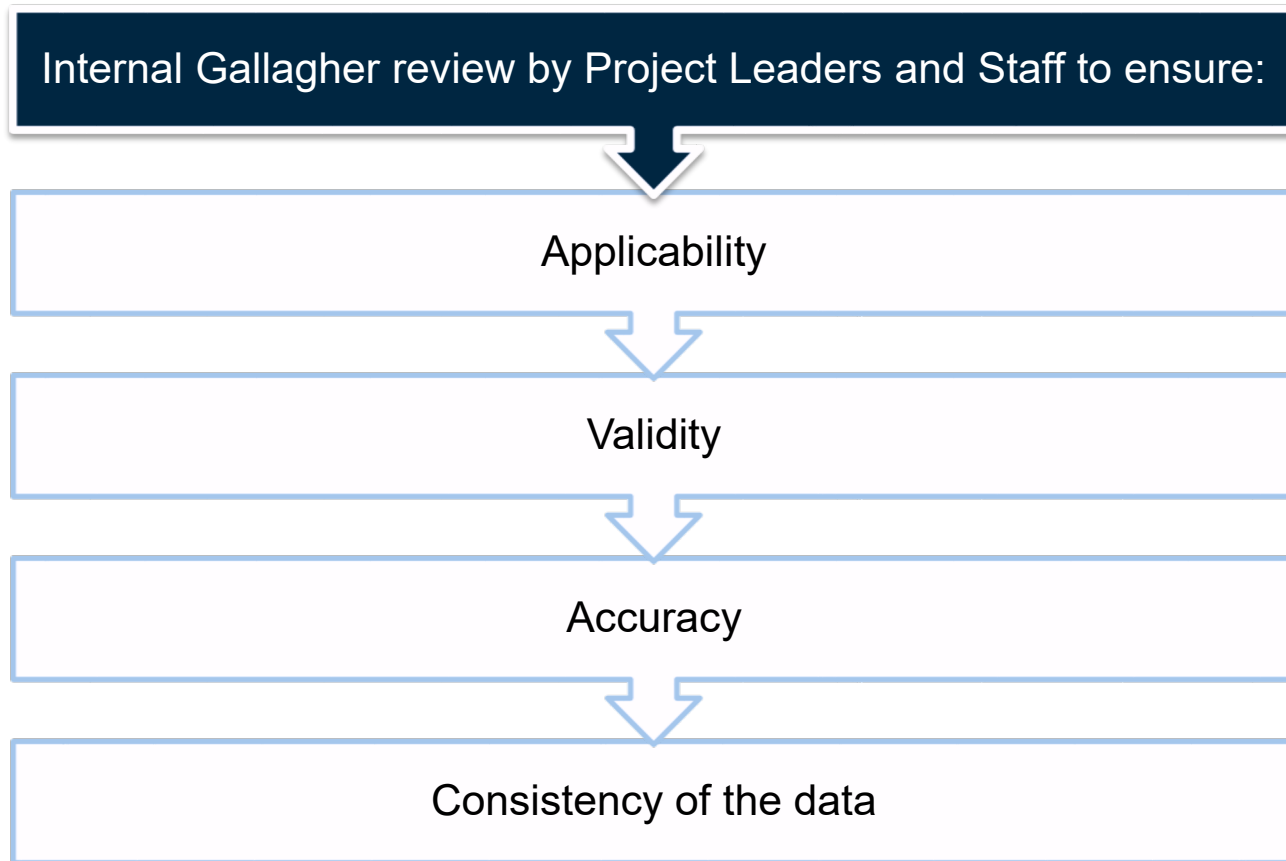 Internal Gallagher review by Project Leaders and Staff to ensure:
Applicability
Validity
Accuracy
Consistency of the data